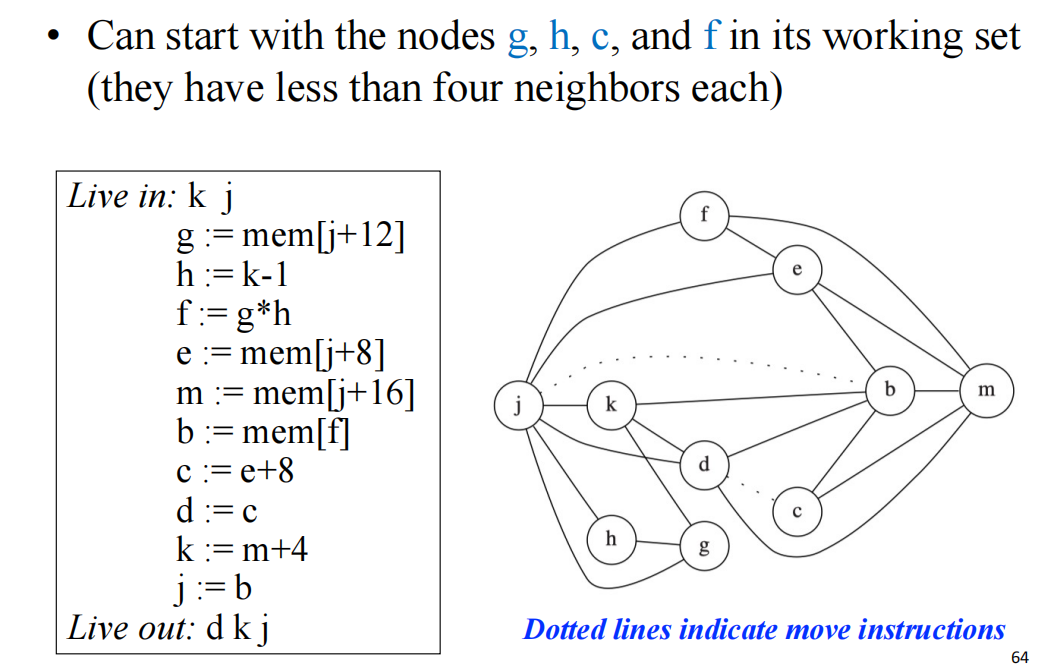 • Can start with the nodes g, h, c, and f in its working set
(they have less than four neighbors each)
Live in: k j
g := mem[j+12]
h := k-1
f := g*h
e := mem[j+8]
m := mem[j+16]
b := mem[f]
c := e+8
d := c
k := m+4
j := b
Live out: d k j
f
e
j
k
b
m
d
c
h
g
Dotted lines indicate move instructions
64